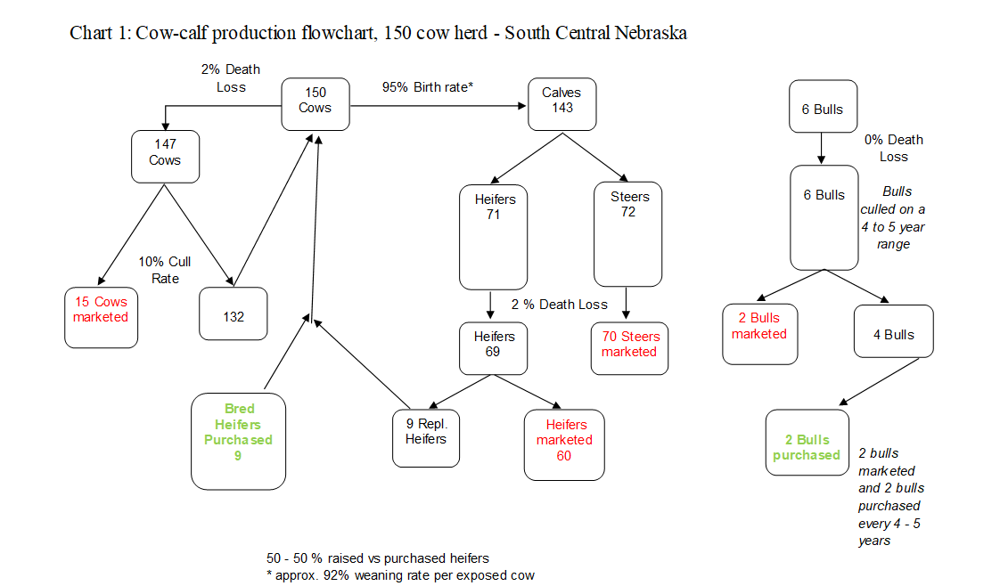 Chart 1: Cow-calf production flowchart, 150 cow herd - South Central Nebraska
2% Death
Loss
150
Cows
95% Birth rate*
Calves
143
147
Cows
10% Cull
Rate
15 Cows
marketed
132
Heifers
71
Steers
72
2 % Death Loss
Heifers
69
70 Steers
marketed
Bred
Heifers
Purchased
9
9 Repl.
Heifers
Heifers
marketed
60
6 Bulls
0% Death
Loss
6 Bulls
Bulls
culled on a
4 to 5 year
range
2 Bulls
marketed
4 Bulls
2 Bulls
purchased
2 bulls
marketed
and 2 bulls
purchased
every 4 - 5
years
50 - 50 % raised vs purchased heifers
* approx. 92% weaning rate per exposed cow